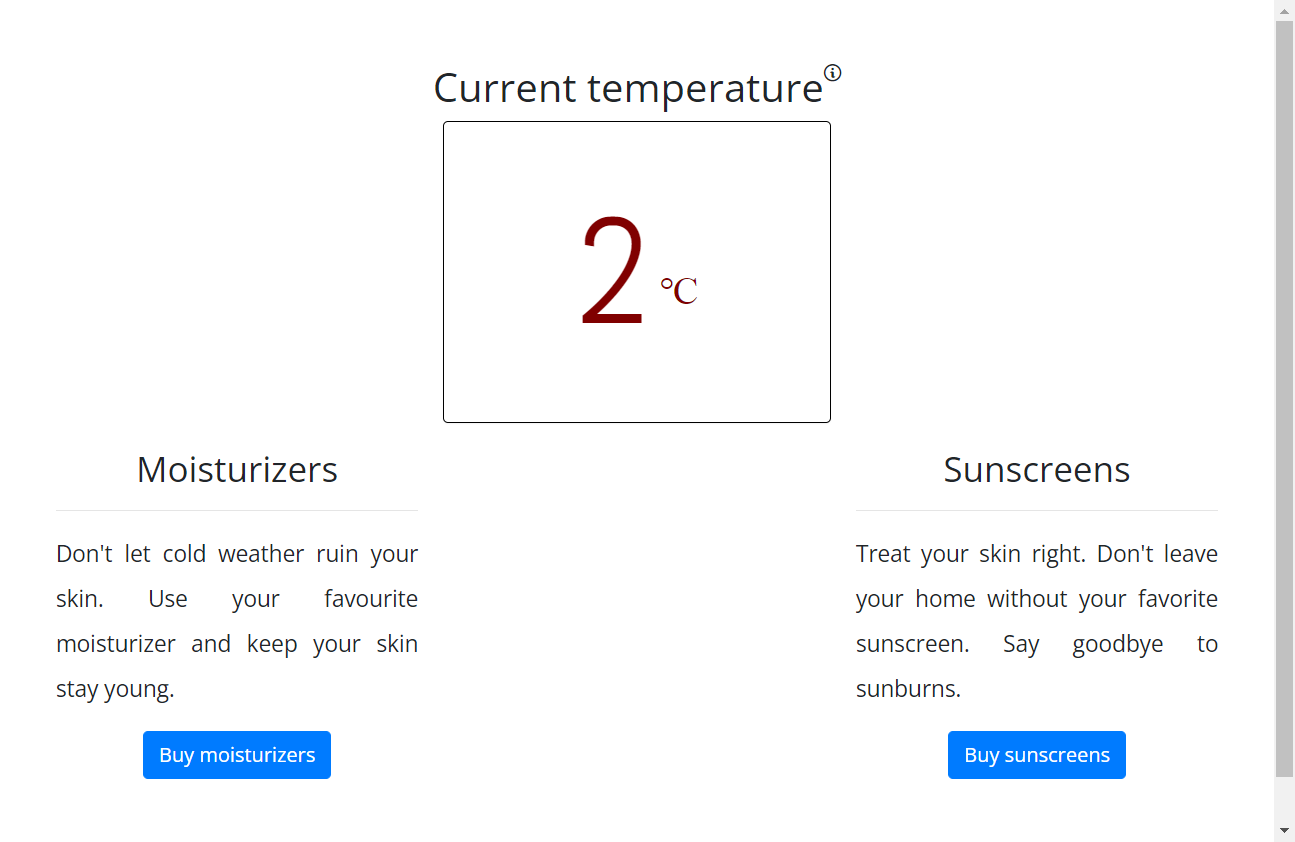 Current temperature
2 ℃
Moisturizers
Don't let cold weather ruin your
skin. Use your favourite
moisturizer and keep your skin
stay young.
Buy moisturizers
Sunscreens
Treat your skin right. Don't leave
your home without your favorite
sunscreen. Say goodbye to
sunburns.
Buy sunscreens